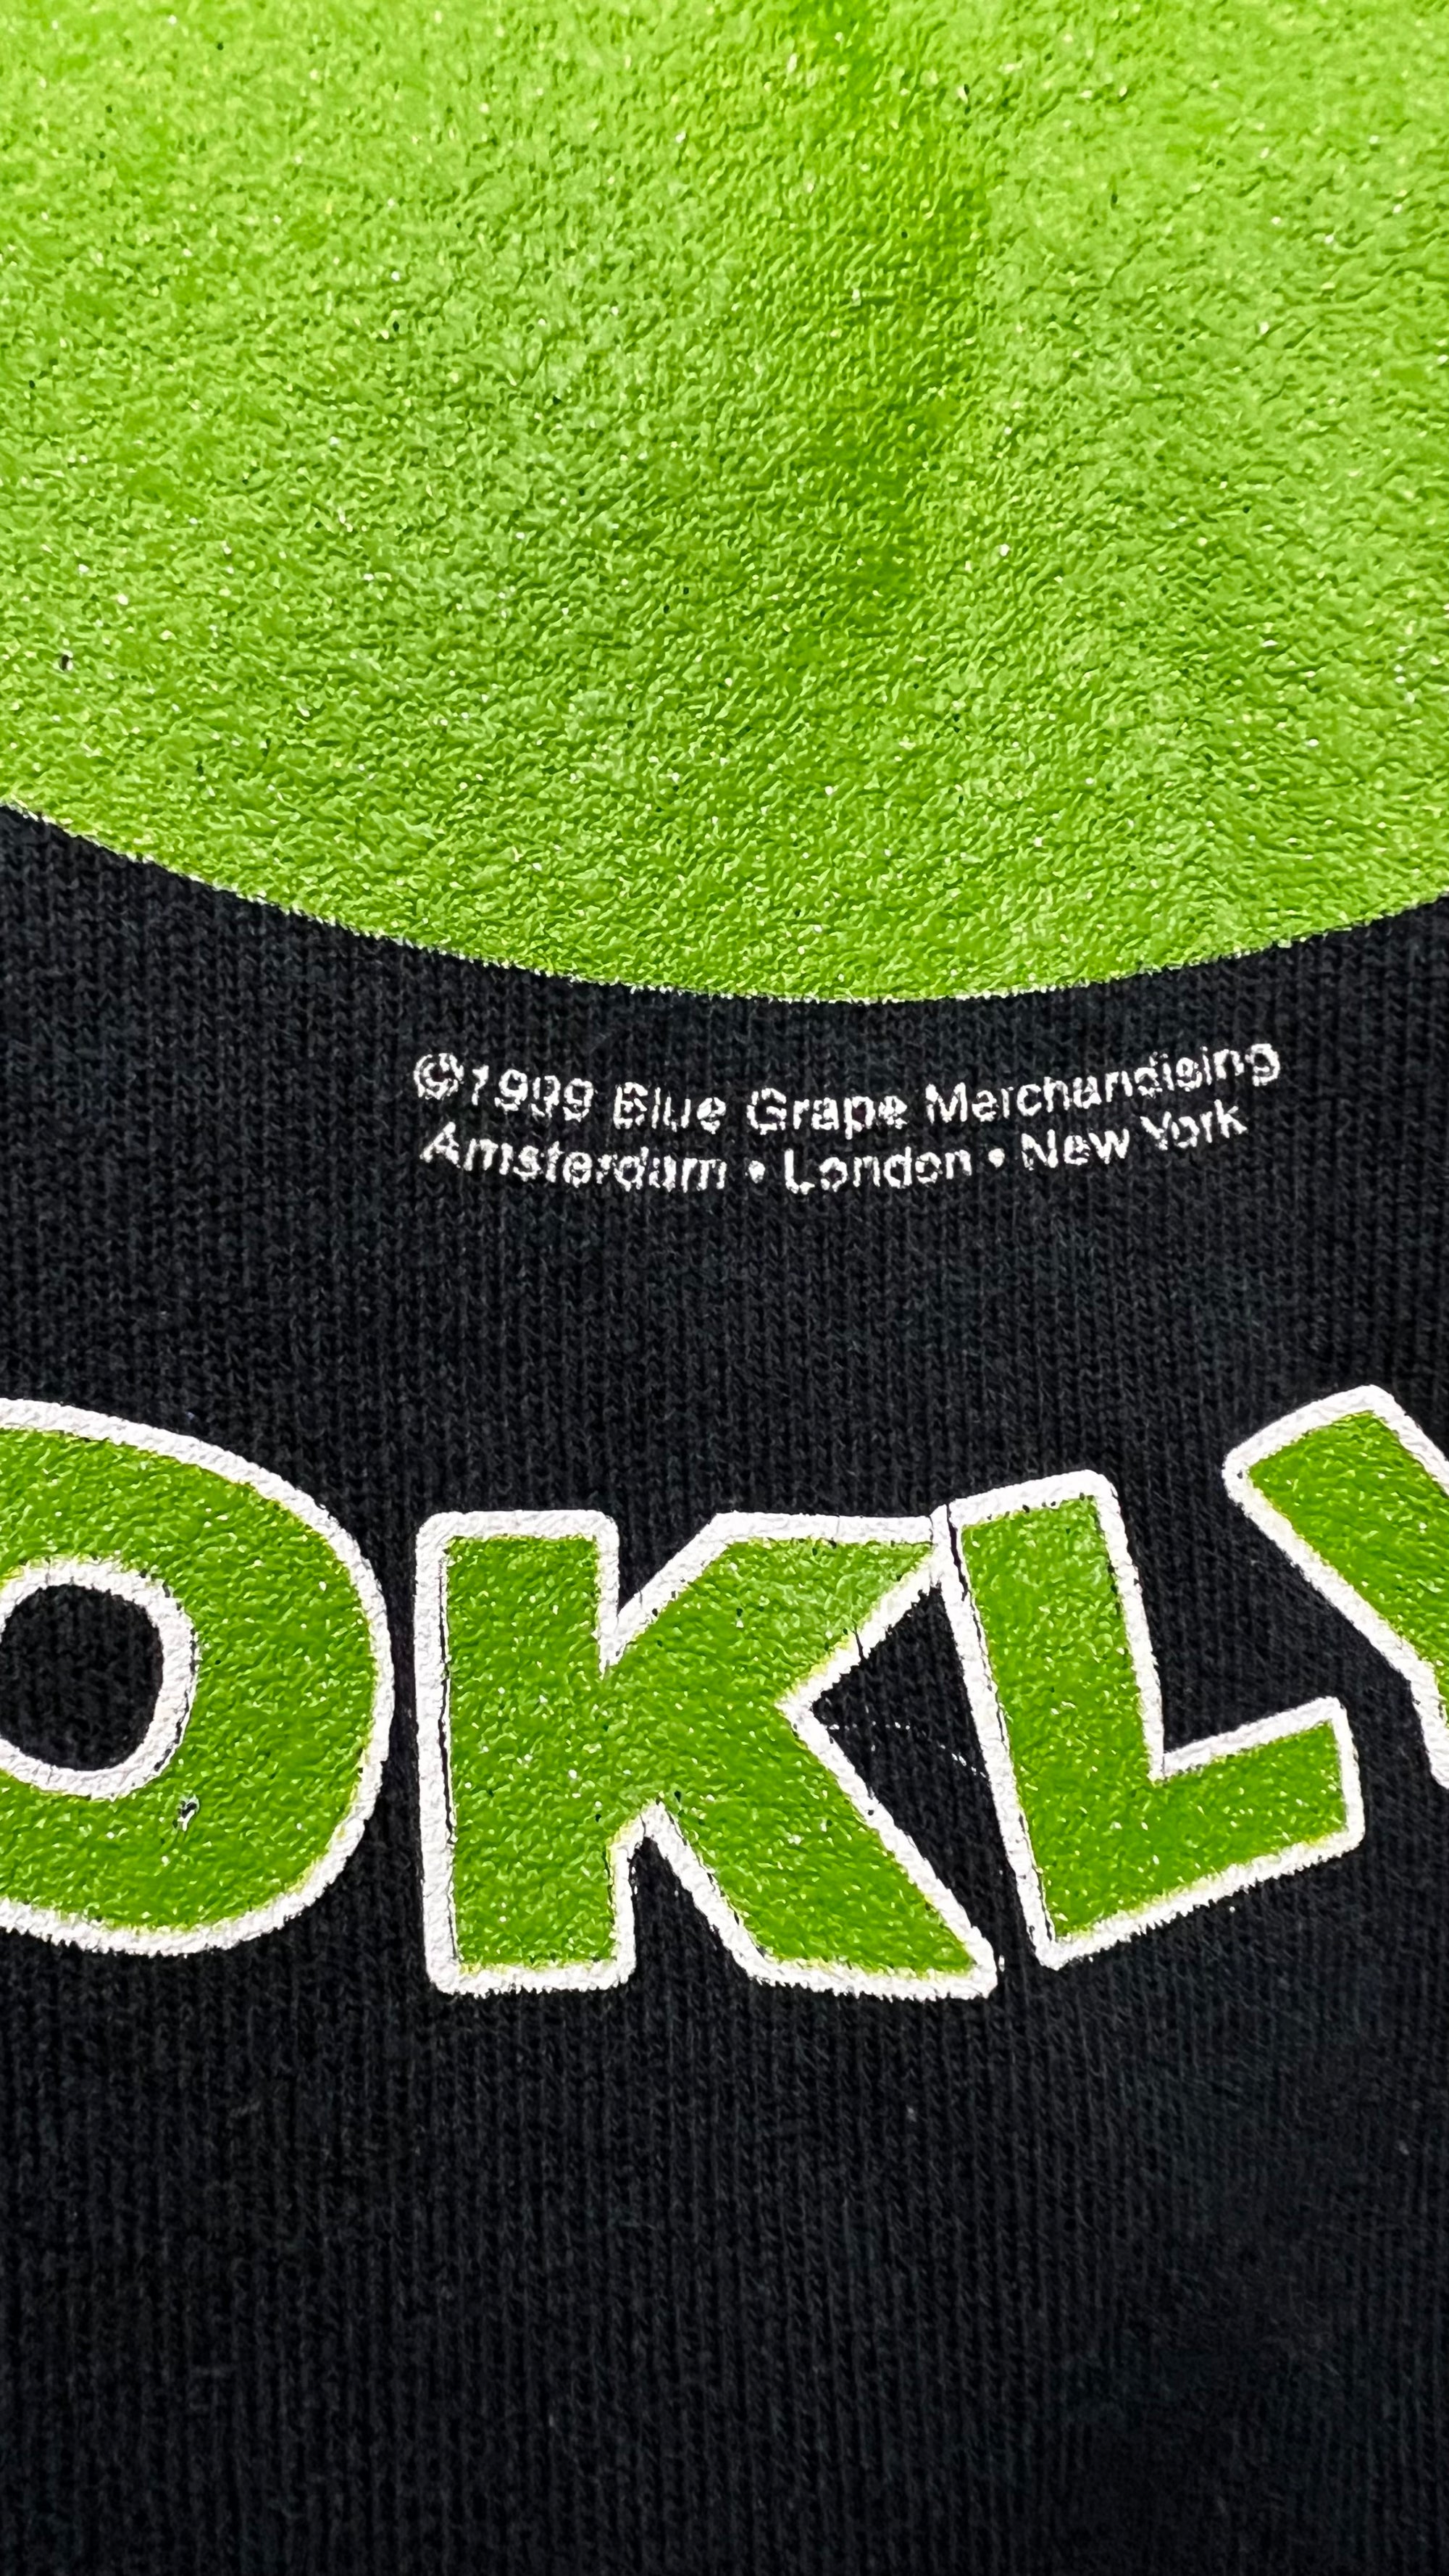 ©1999 Blue Grape Merchandising
Amsterdam • London • New York
OKLY